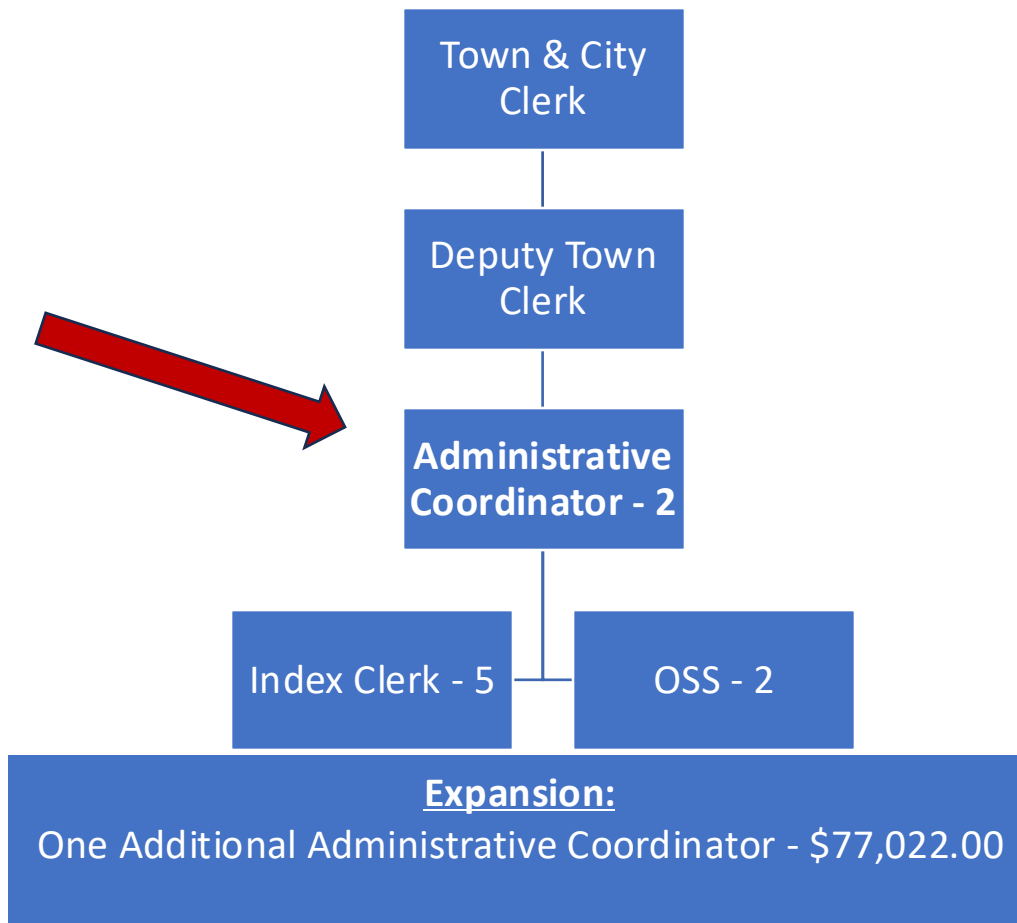 Town & City
Clerk
Deputy Town
Clerk
Administrative
Coordinator - 2
Index Clerk - 5
OSS - 2
Expansion:
One Additional Administrative Coordinator - $77,022.00